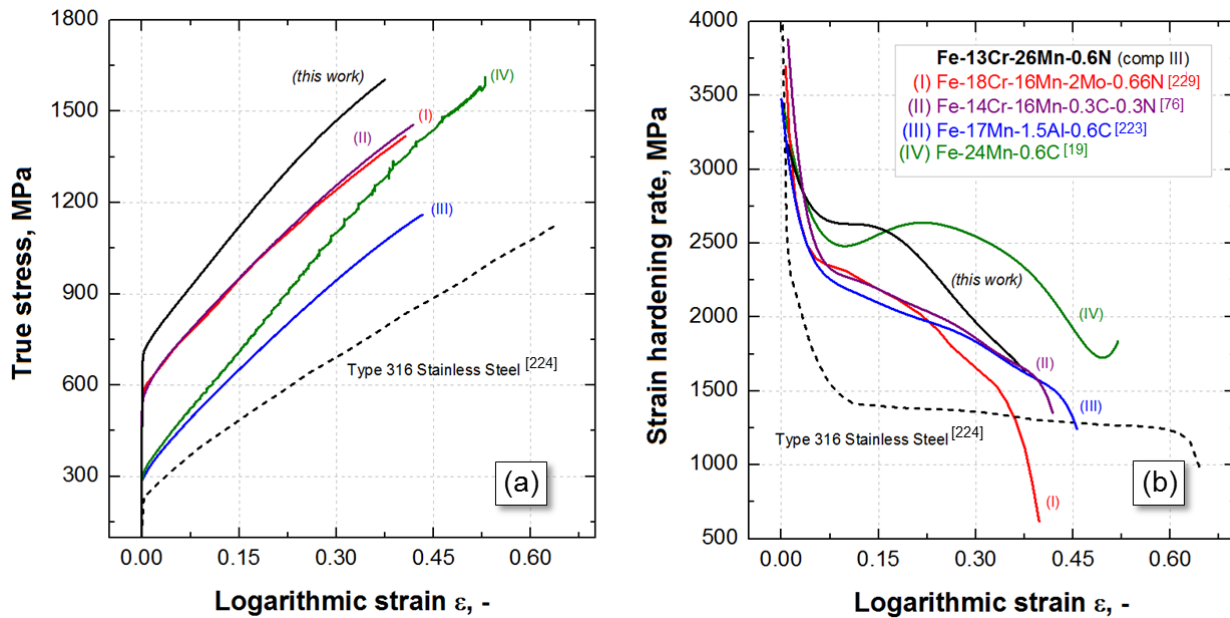 1800
1500
1200
900
600
300
True stress, MPa
(this work)
(IV)
(I)
(II)
(III)
Type 316 Stainless Steel [224]
(a)
0.00 0.15 0.30 0.45 0.60
Logarithmic strain ε, -
4000
3500
3000
2500
2000
1500
1000
500
Strain hardening rate, MPa
Fe-13Cr-26Mn-0.6N (comp III)
(I) Fe-18Cr-16Mn-2Mo-0.66N [229]
(II) Fe-14Cr-16Mn-0.3C-0.3N [76]
(III) Fe-17Mn-1.5Al-0.6C [223]
(IV) Fe-24Mn-0.6C [19]
(this work)
(IV)
(II)
(III)
Type 316 Stainless Steel [224]
(I)
(b)
0.00 0.15 0.30 0.45 0.60
Logarithmic strain ε, -